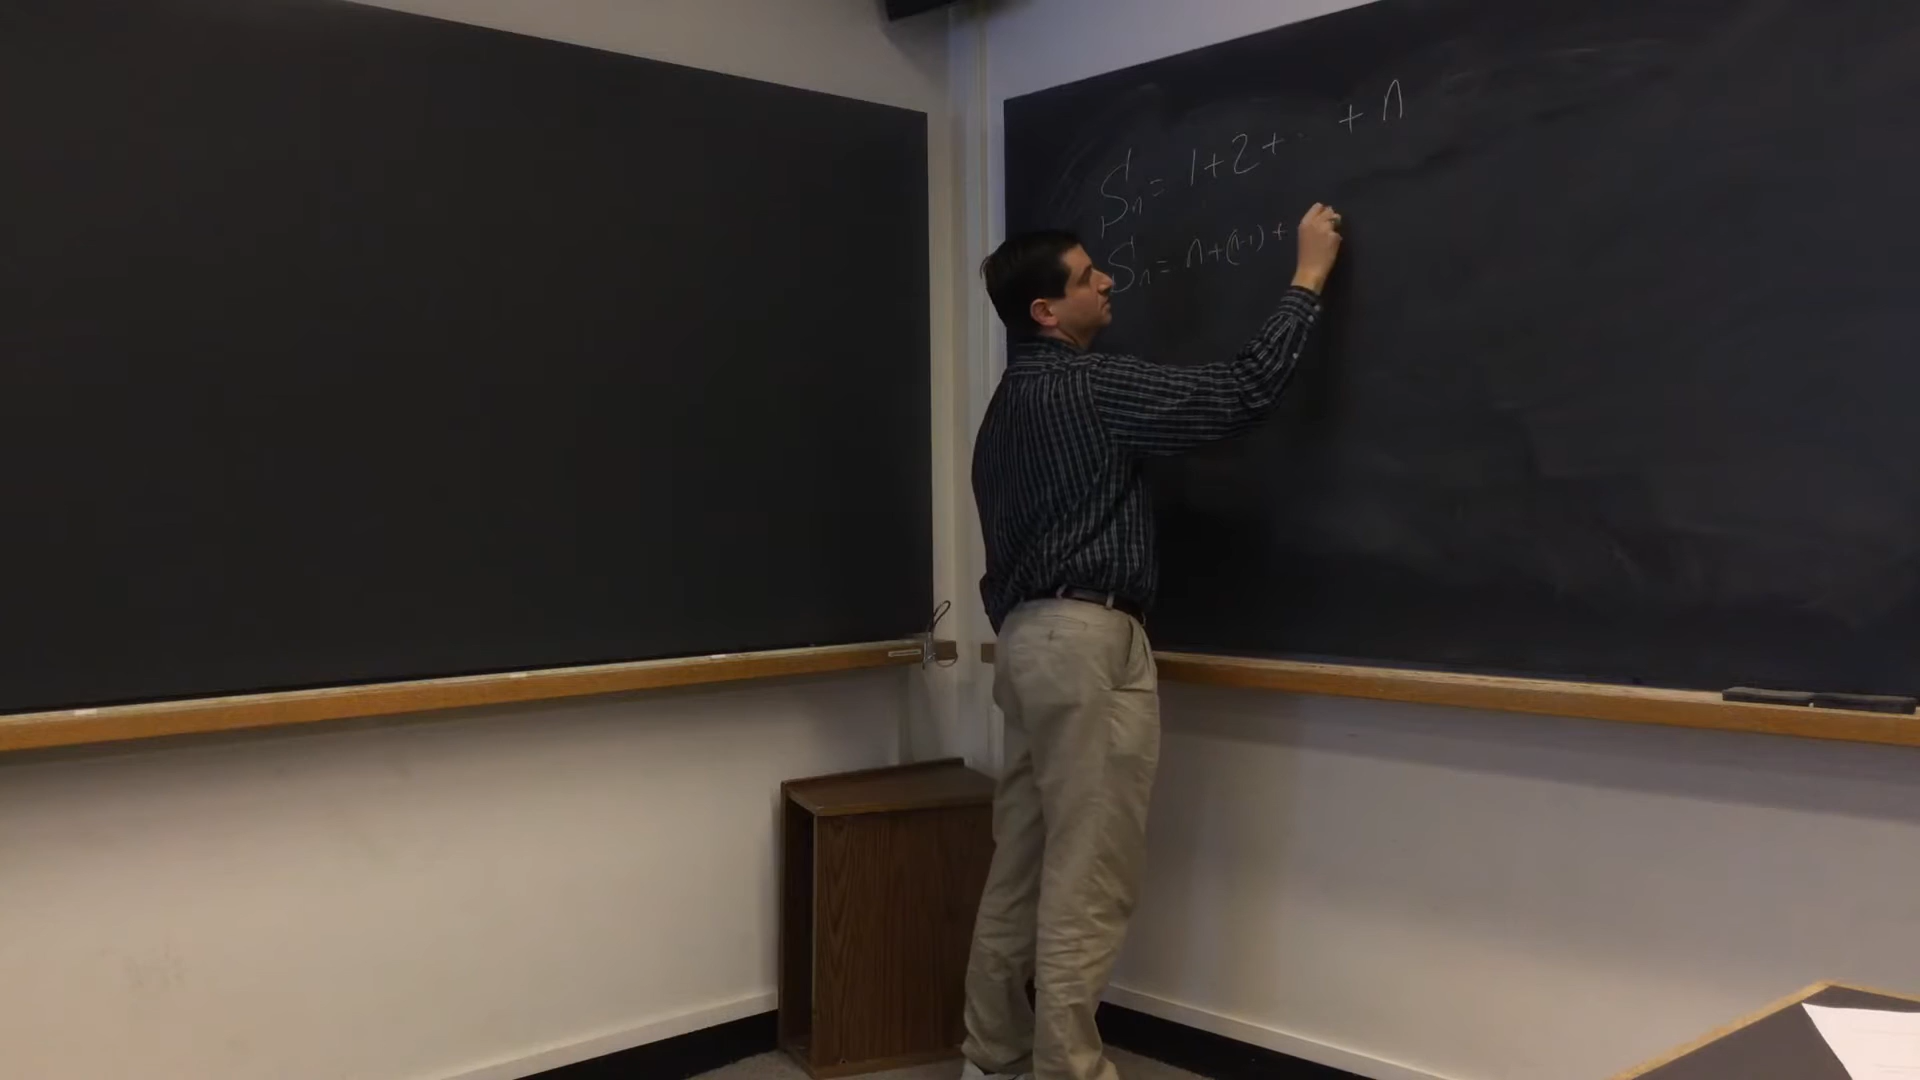 Sn = 1+2+ ... + n
Sn = n+(n-1) +